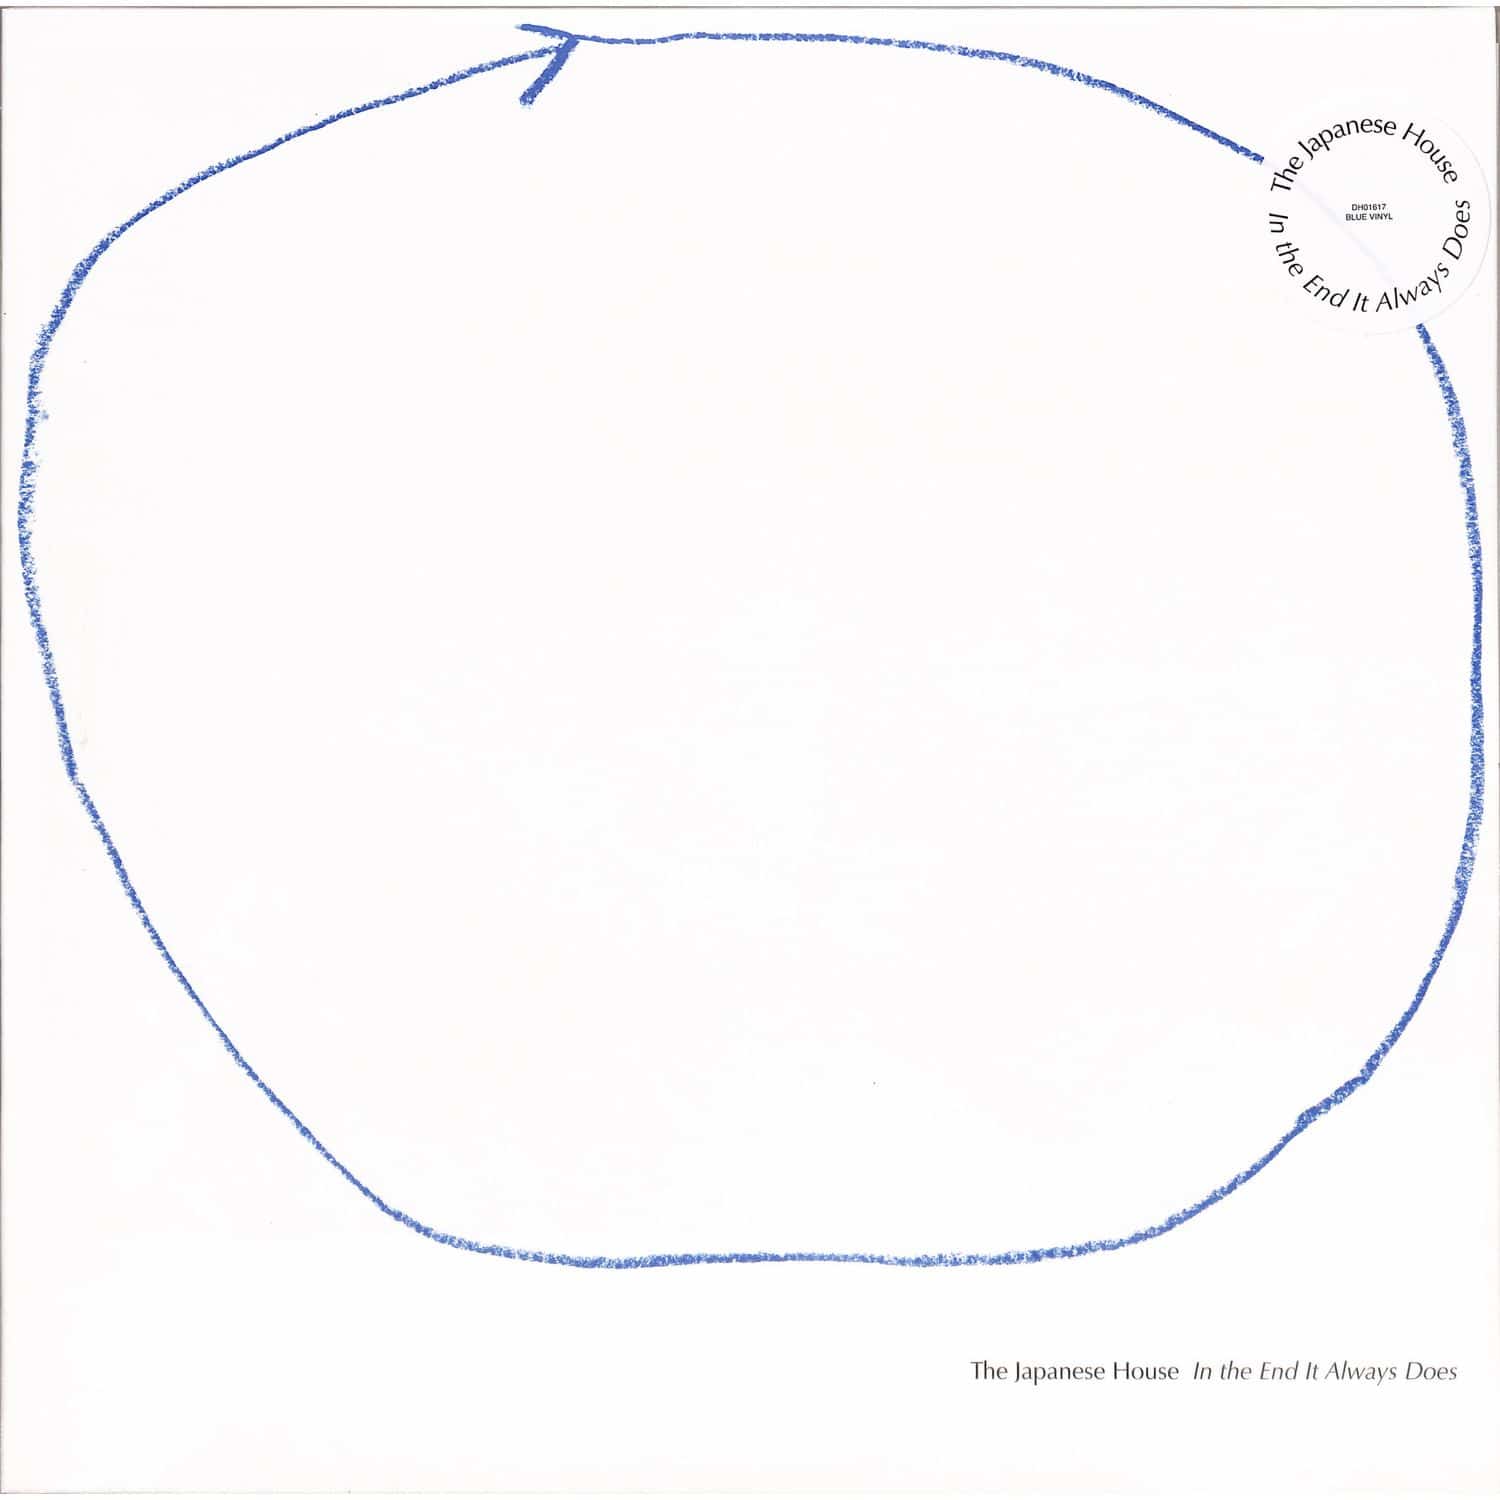 The Japanese House
DH01617
BLUE VINYL
In the End It Always Does
The Japanese House In the End It Always Does